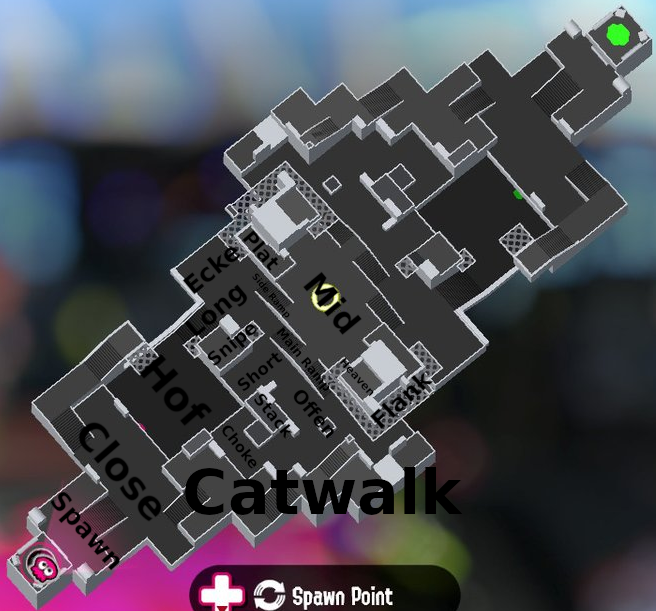 Ecke
Plat
Side Ramp
Mid
Long
Snipe
Main Ramp
Heaven
Hof
Short
Stack
Offen
Flank
Close
Choke
Catwalk
Spawn
Spawn Point